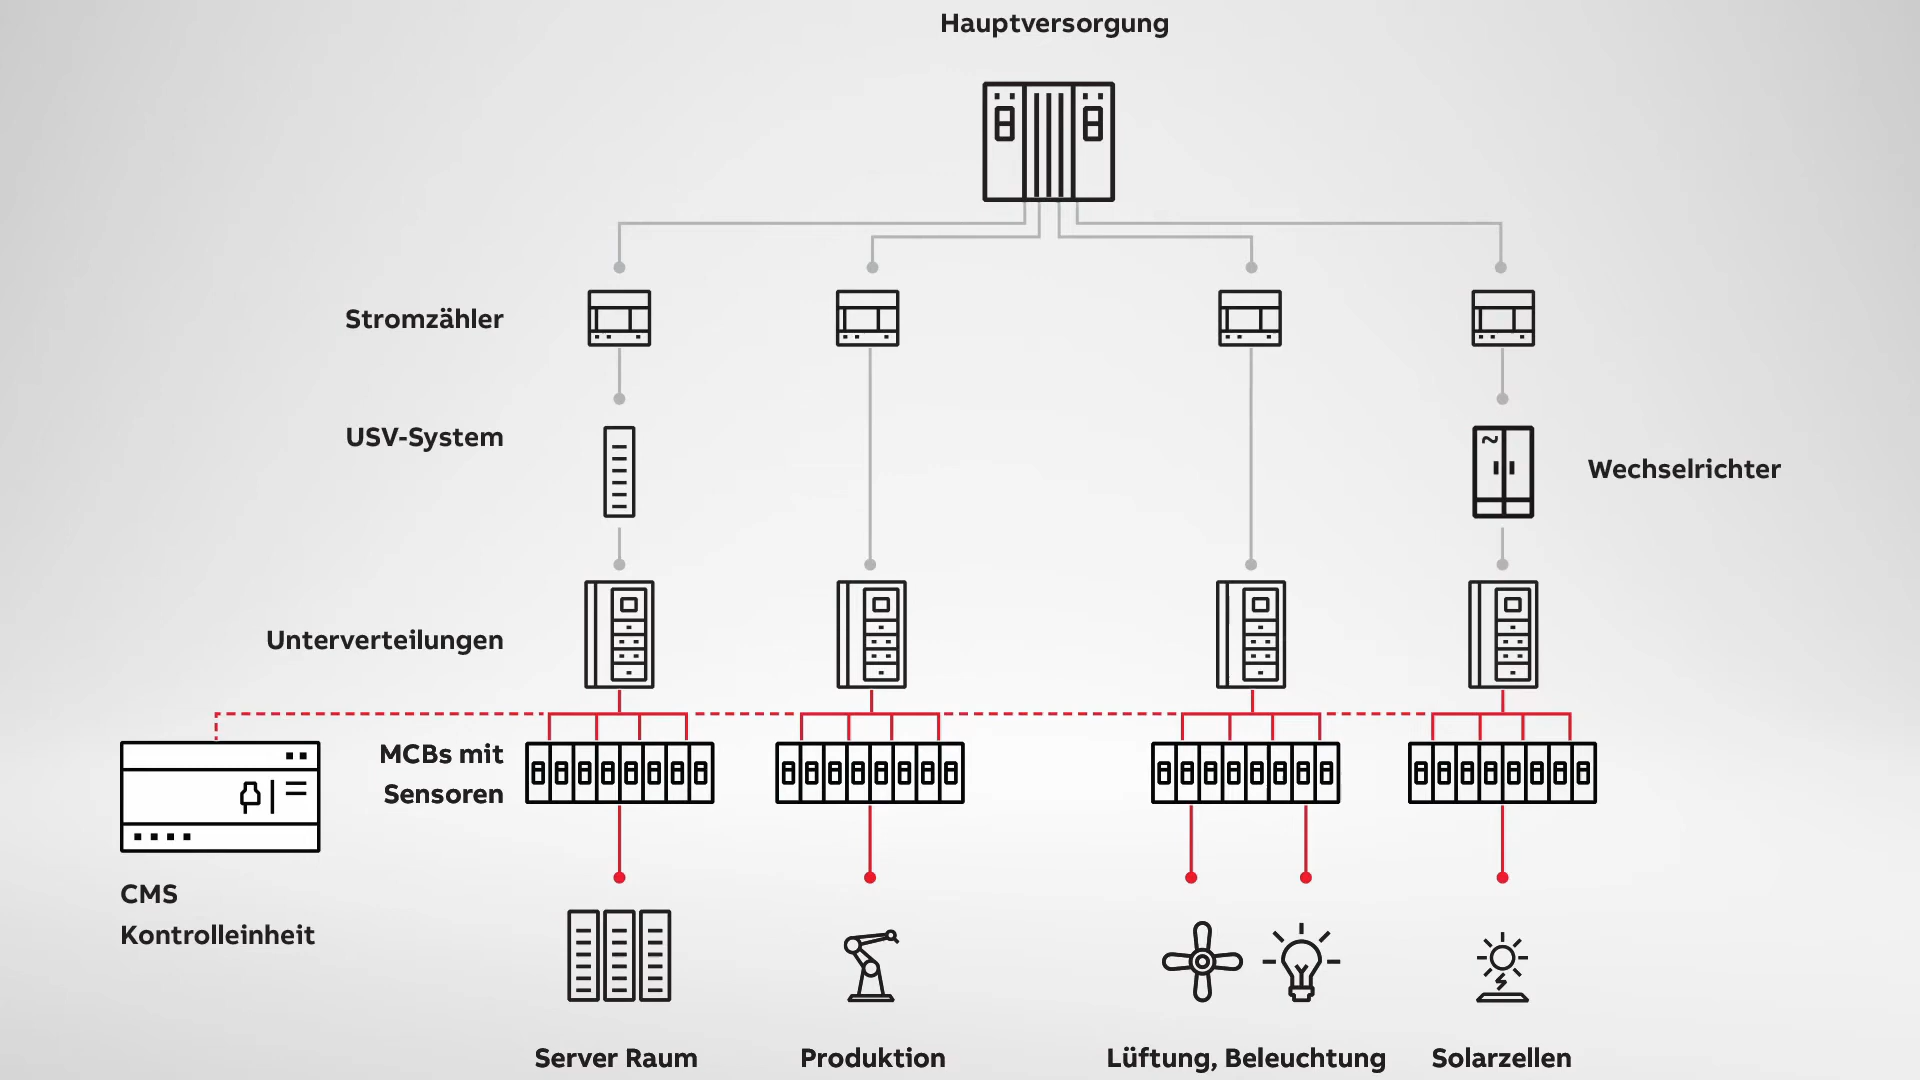 Hauptversorgung
Stromzähler
USV-System
Wechselrichter
Unterverteilungen
MCBs mit
Sensoren
CMS
Kontrolleinheit
Server Raum
Produktion
Lüftung, Beleuchtung
Solarzellen